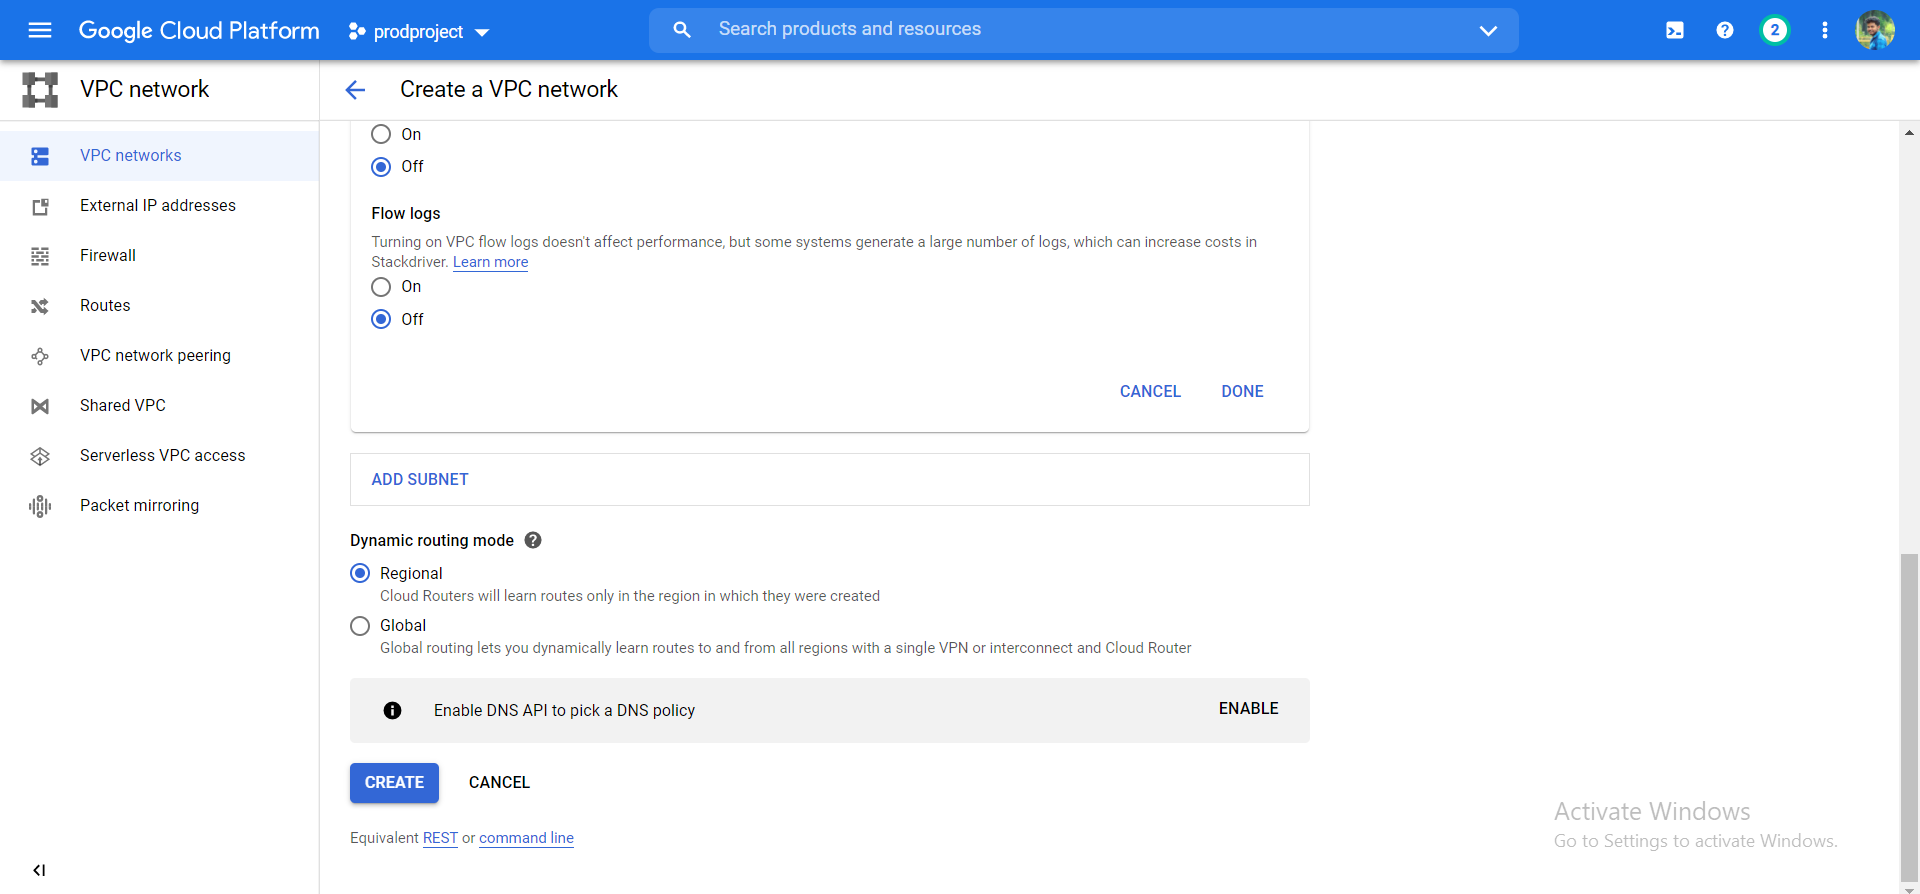 Google Cloud Platform
prodproject
Search products and resources
2
VPC network
Create a VPC network
VPC networks
External IP addresses
Firewall
Routes
VPC network peering
Shared VPC
Serverless VPC access
Packet mirroring
On
Off
Flow logs
Turning on VPC flow logs doesn't affect performance, but some systems generate a large number of logs, which can increase costs in
Stackdriver. Learn more
On
Off
CANCEL DONE
ADD SUBNET
Dynamic routing mode
Regional
Cloud Routers will learn routes only in the region in which they were created
Global
Global routing lets you dynamically learn routes to and from all regions with a single VPN or interconnect and Cloud Router
Enable DNS API to pick a DNS policy
ENABLE
CREATE CANCEL
Equivalent REST or command line
Activate Windows
Go to Settings to activate Windows.